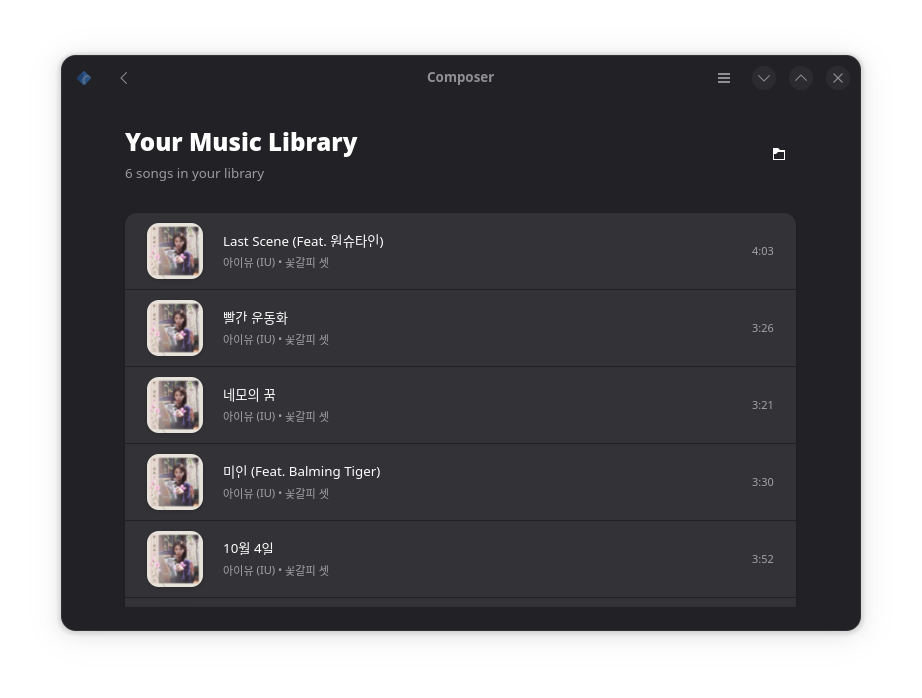 Composer
Your Music Library
6 songs in your library
Last Scene (Feat. 원슈타인)
아이유 (IU) • 꽃갈피 셋
4:03
빨간 운동화
아이유 (IU) • 꽃갈피 셋
3:26
네모의 꿈
아이유 (IU) • 꽃갈피 셋
3:21
미인 (Feat. Balming Tiger)
아이유 (IU) • 꽃갈피 셋
3:30
10월 4일
아이유 (IU) • 꽃갈피 셋
3:52